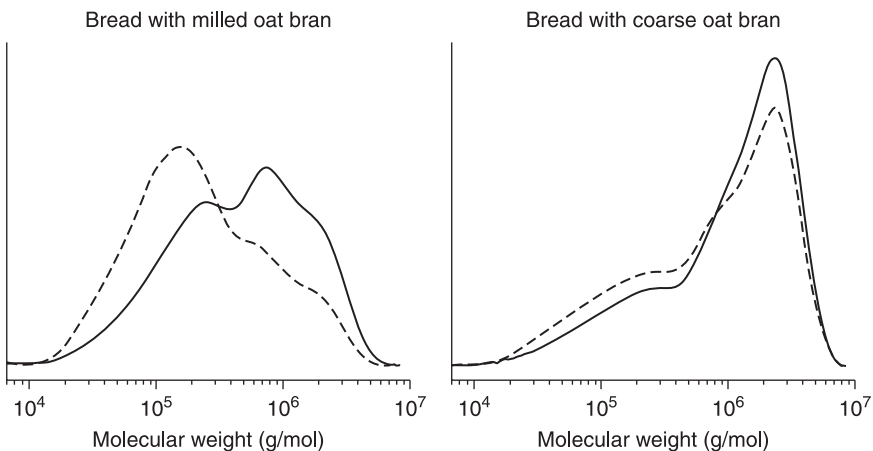 Bread with milled oat bran
10⁴ 10⁵ 10⁶ 10⁷
Molecular weight (g/mol)
Bread with coarse oat bran
10⁴ 10⁵ 10⁶ 10⁷
Molecular weight (g/mol)